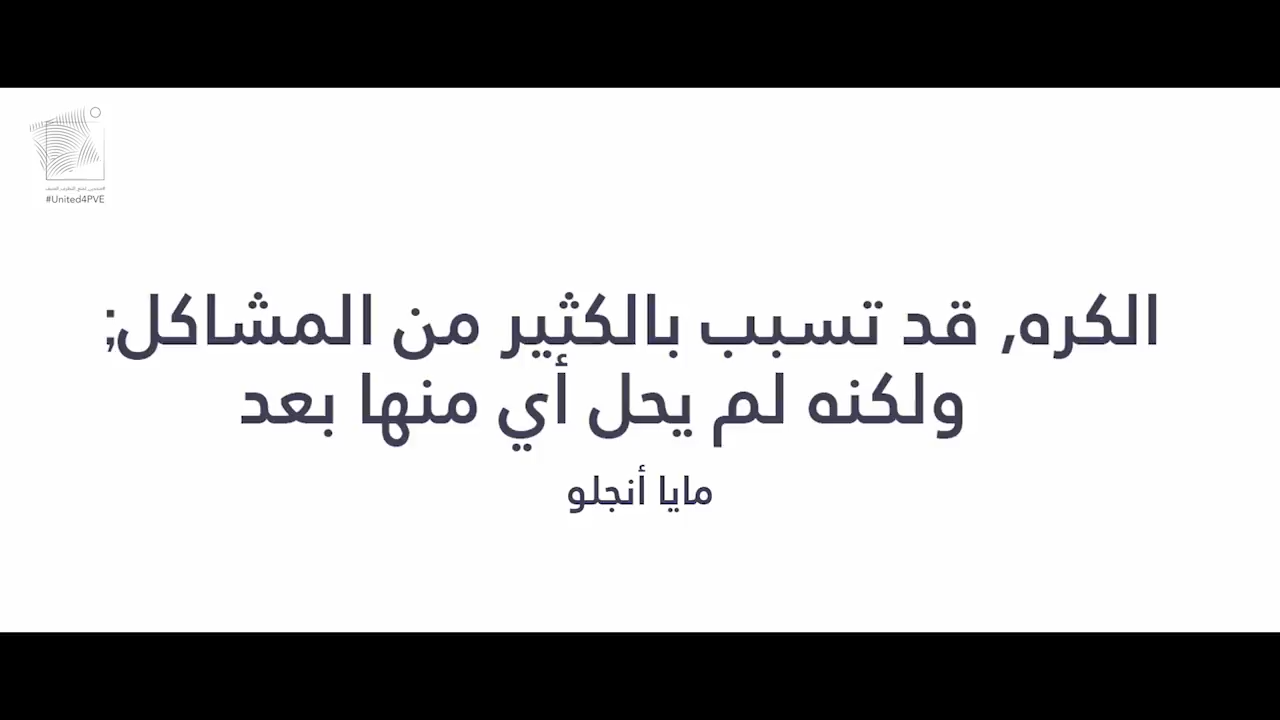 #United4PVE
الكره, قد تسبب بالكثير من المشاكل;
ولكنه لم يحل أي منها بعد
مايا أنجلو